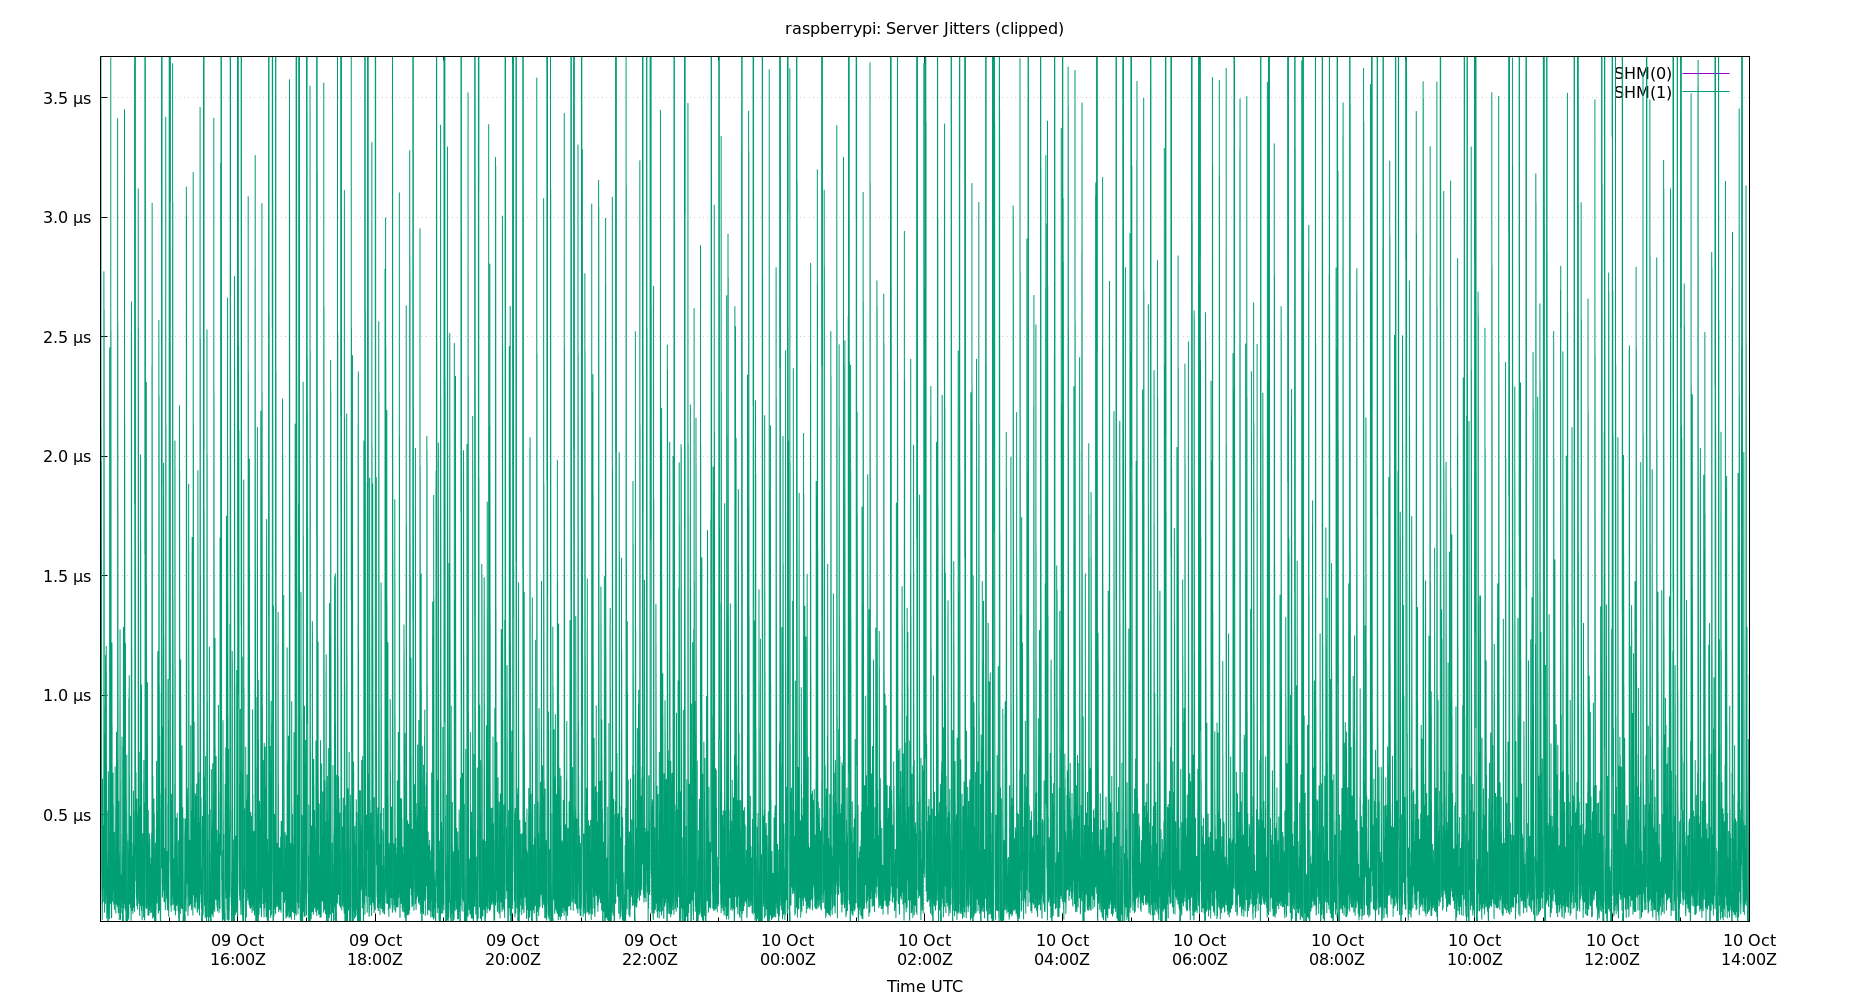 raspberrypi: Server Jitters (clipped)
SHM(0)
SHM(1)
3.5 μs
3.0 μs
2.5 μs
2.0 μs
1.5 μs
1.0 μs
0.5 μs
09 Oct 09 Oct 09 Oct 09 Oct 10 Oct 10 Oct 10 Oct 10 Oct 10 Oct 10 Oct 10 Oct 10 Oct
16:00Z 18:00Z 20:00Z 22:00Z 00:00Z 02:00Z 04:00Z 06:00Z 08:00Z 10:00Z 12:00Z 14:00Z
Time UTC